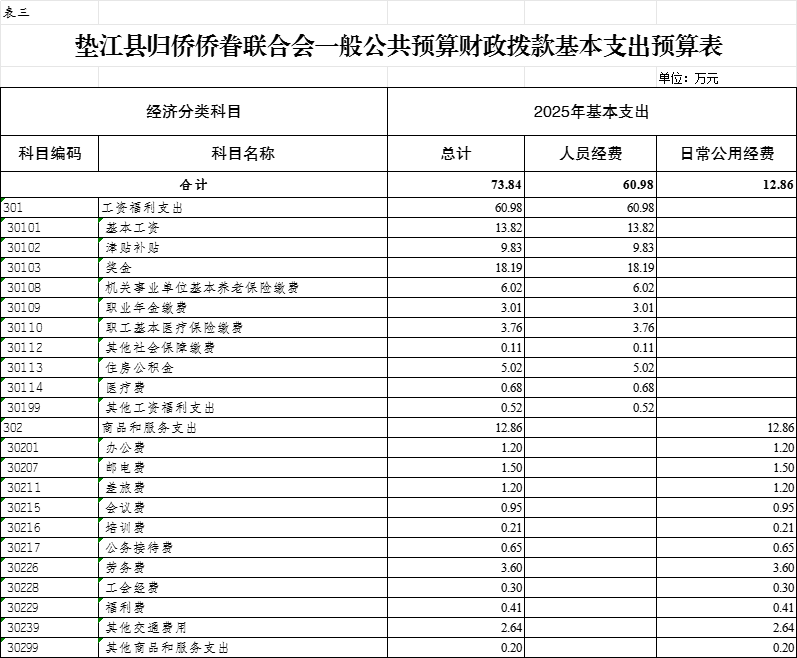 表三
垫江县归侨侨眷联合会一般公共预算财政拨款基本支出预算表
单位：万元
经济分类科目 2025年基本支出
科目编码 科目名称 总计 人员经费 日常公用经费
合计 73.84 60.98 12.86
301 工资福利支出 60.98 60.98
30101 基本工资 13.82 13.82
30102 津贴补贴 9.83 9.83
30103 奖金 18.19 18.19
30108 机关事业单位基本养老保险缴费 6.02 6.02
30109 职业年金缴费 3.01 3.01
30110 职工基本医疗保险缴费 3.76 3.76
30112 其他社会保障缴费 0.11 0.11
30113 住房公积金 5.02 5.02
30114 医疗费 0.68 0.68
30199 其他工资福利支出 0.52 0.52
302 商品和服务支出 12.86 12.86
30201 办公费 1.20 1.20
30207 邮电费 1.50 1.50
30211 差旅费 1.20 1.20
30215 会议费 0.95 0.95
30216 培训费 0.21 0.21
30217 公务接待费 0.65 0.65
30226 劳务费 3.60 3.60
30228 工会经费 0.30 0.30
30229 福利费 0.41 0.41
30239 其他交通费用 2.64 2.64
30299 其他商品和服务支出 0.20 0.20